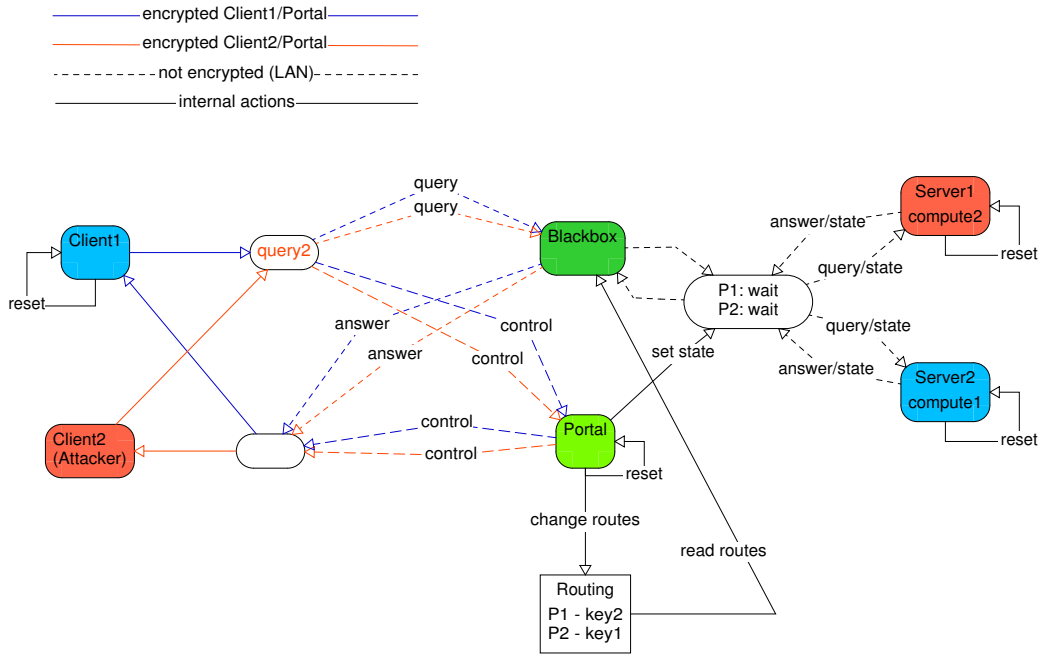 encrypted Client1/Portal
encrypted Client2/Portal
not encrypted (LAN)
internal actions
query
query
Server1
compute2
answer/state
reset
Client1
query2
Blackbox
query/state
reset
P1: wait
P2: wait
answer
control
query/state
answer
control
set state
answer/state
Server2
compute1
control
Portal
reset
Client2
(Attacker)
control
reset
change routes
read routes
Routing
P1 - key2
P2 - key1